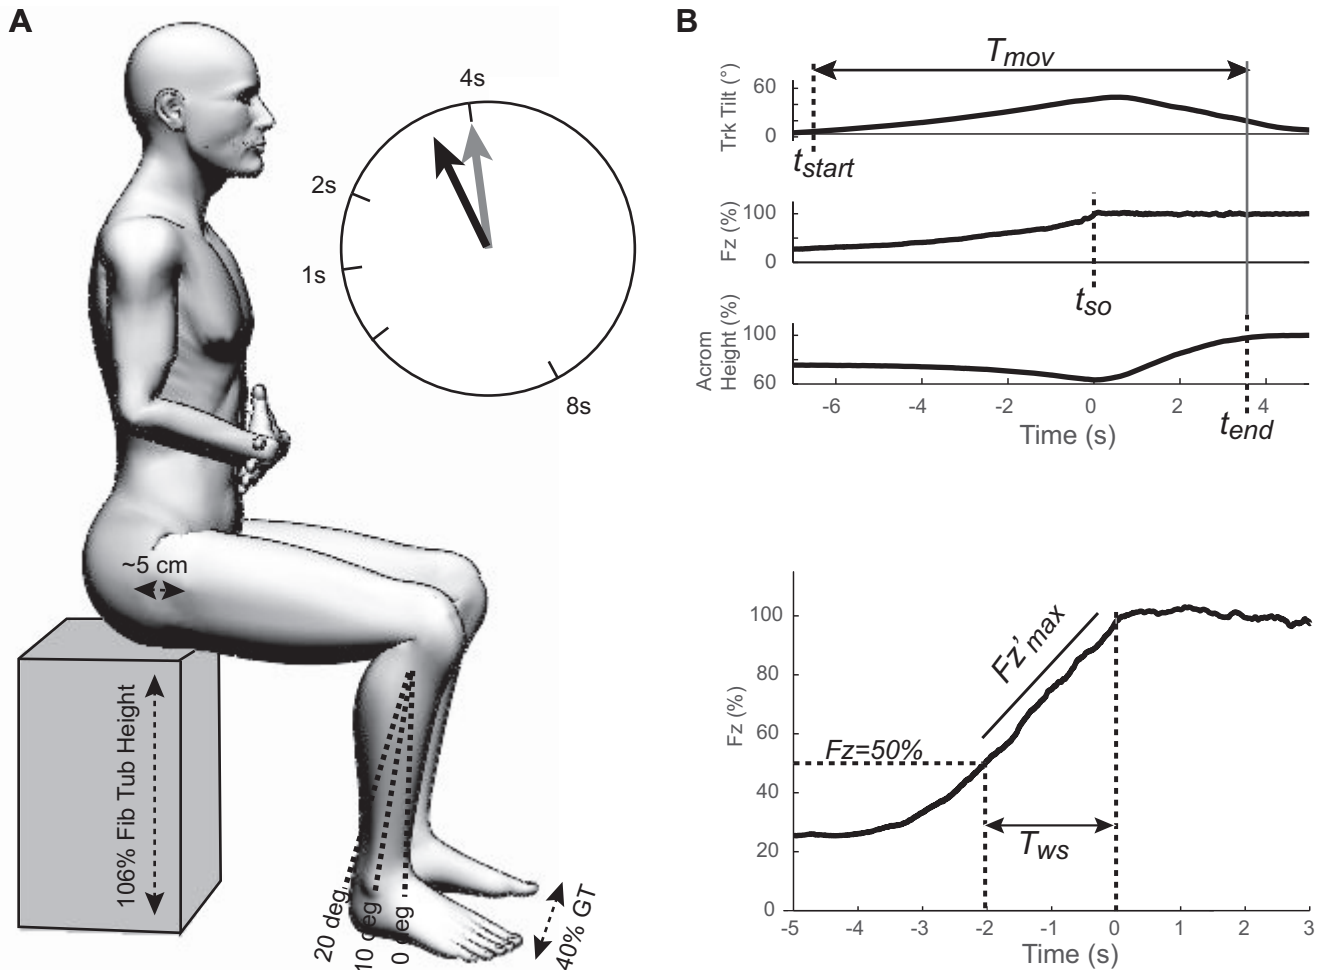 A
4s
2s
1s
8s
~5 cm
106% Fib Tub Height
20 deg
10 deg
0 deg
40% GT
B
Tmov
Trk Tilt (°)
60
0
tstart
Fz (%)
100
0
tso
Acrom
Height (%)
100
60
-6
-4
-2
0
2
4
Time (s)
tend
Fz (%)
100
80
60
40
20
0
Fz'max
Fz=50%
Tws
-5
-4
-3
-2
-1
0
1
2
3
Time (s)